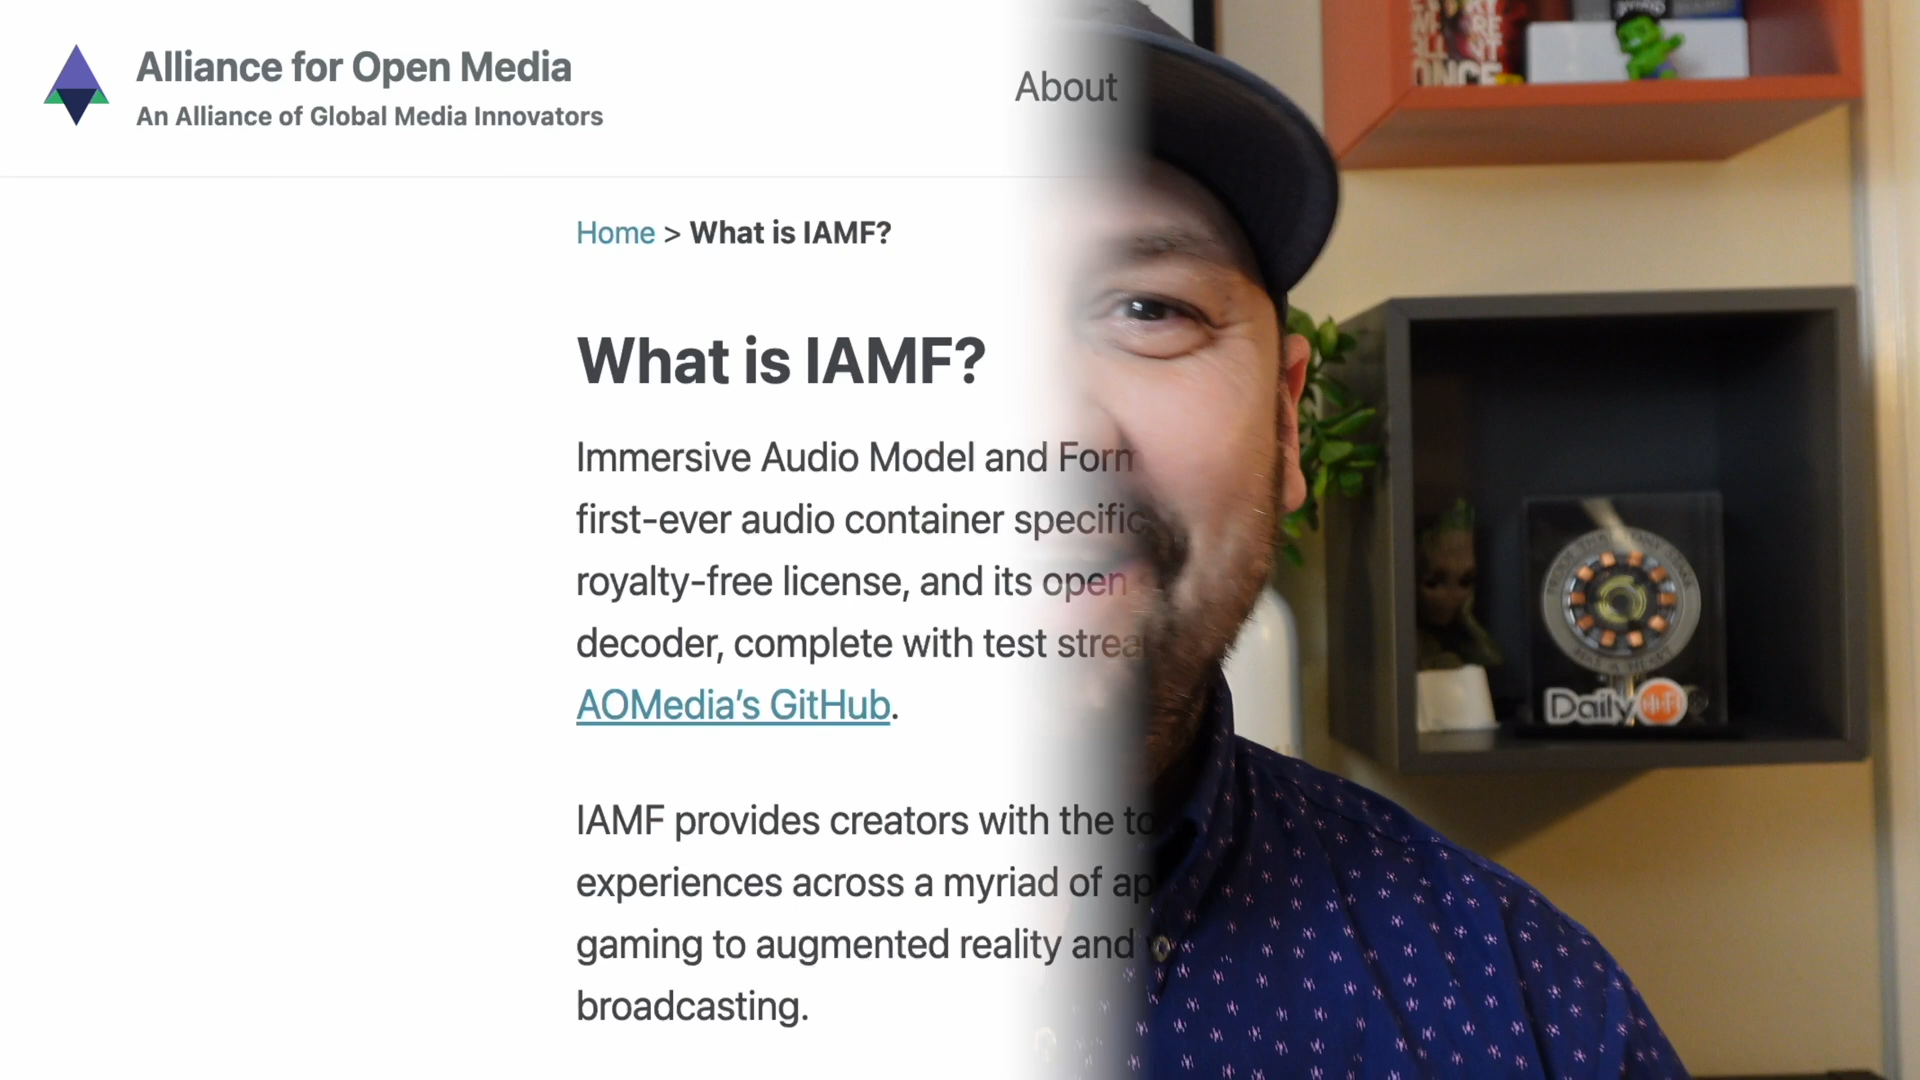 Alliance for Open Media
An Alliance of Global Media Innovators
About
Home > What is IAMF?
What is IAMF?
Immersive Audio Model and Form
first-ever audio container specific
royalty-free license, and its open
decoder, complete with test strea
AOMedia's GitHub.
IAMF provides creators with the to
experiences across a myriad of ap
gaming to augmented reality and
broadcasting.
ONCE
Daily HiFi